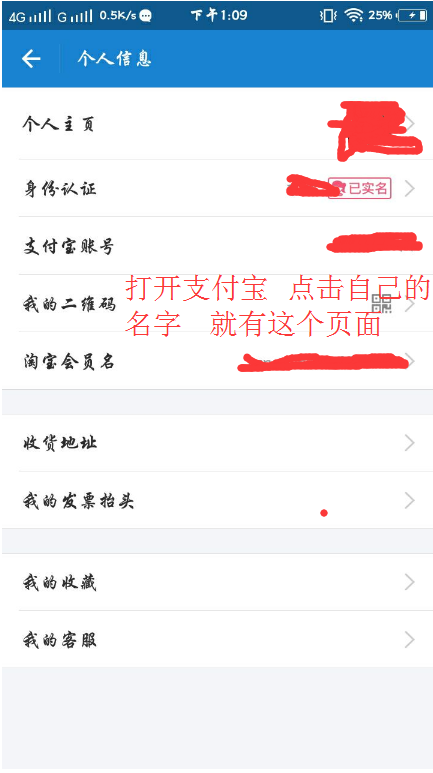 4G G 0.5K/s 下午1:09 25%
个人信息
个人主页
身份认证 已实名
支付宝账号
打开支付宝 点击自己的
我的二维码
名字 就有这个页面
淘宝会员名
收货地址
我的发票抬头
我的收藏
我的客服